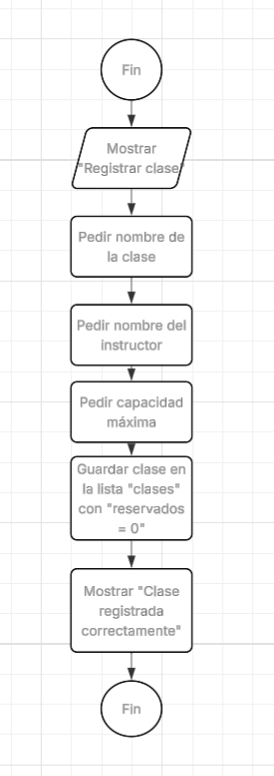 Fin
Mostrar
"Registrar clase"
Pedir nombre de
la clase
Pedir nombre del
instructor
Pedir capacidad
máxima
Guardar clase en
la lista "clases"
con "reservados
= 0"
Mostrar "Clase
registrada
correctamente"
Fin